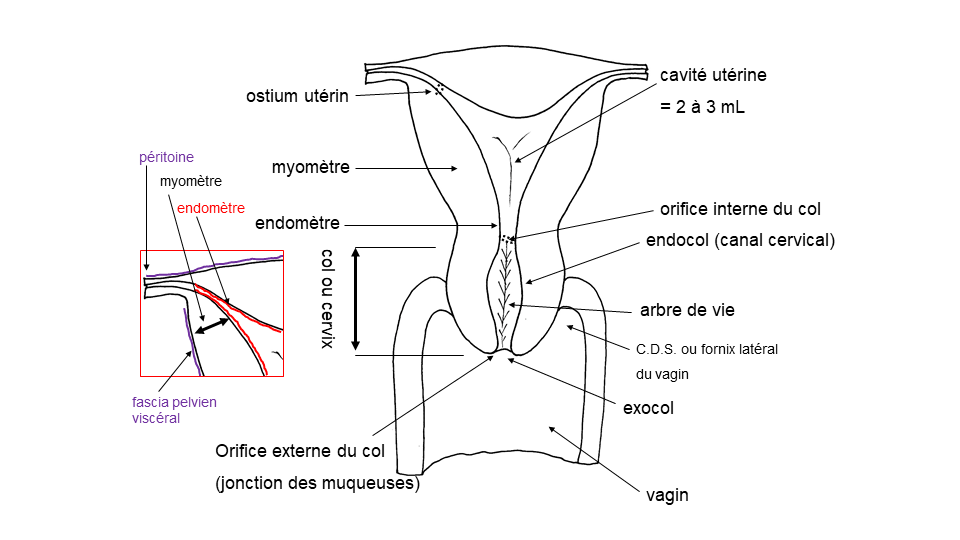 cavité utérine
= 2 à 3 mL
ostium utérin
péritoine
myomètre
endomètre
myomètre
endomètre
orifice interne du col
endocol (canal cervical)
col ou cervix
arbre de vie
C.D.S. ou fornix latéral
du vagin
exocol
fascia pelvien
viscéral
Orifice externe du col
(jonction des muqueuses)
vagin